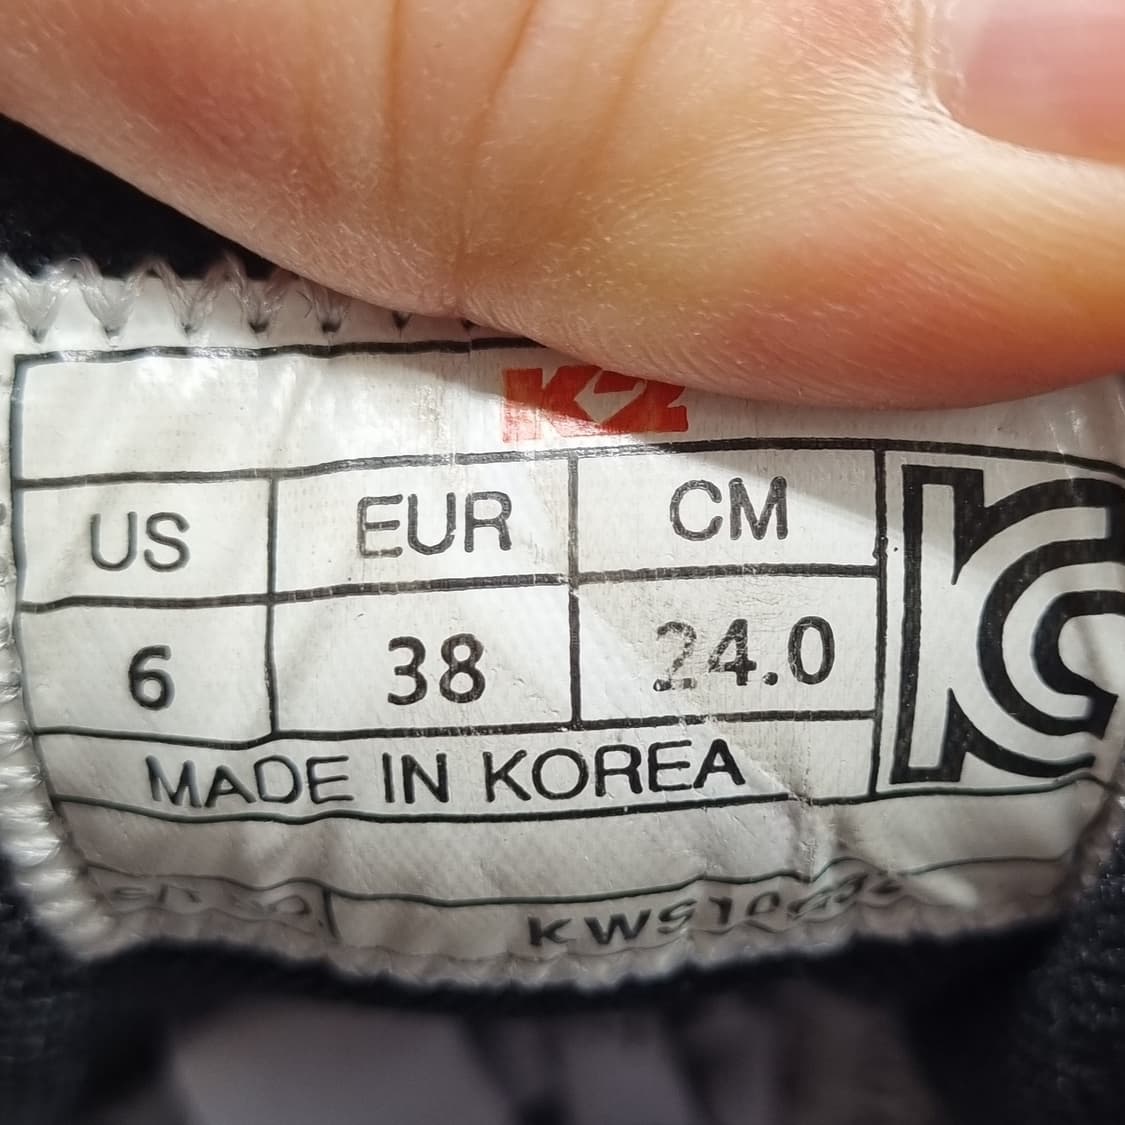 K2
US EUR CM
6 38 24.0
MADE IN KOREA